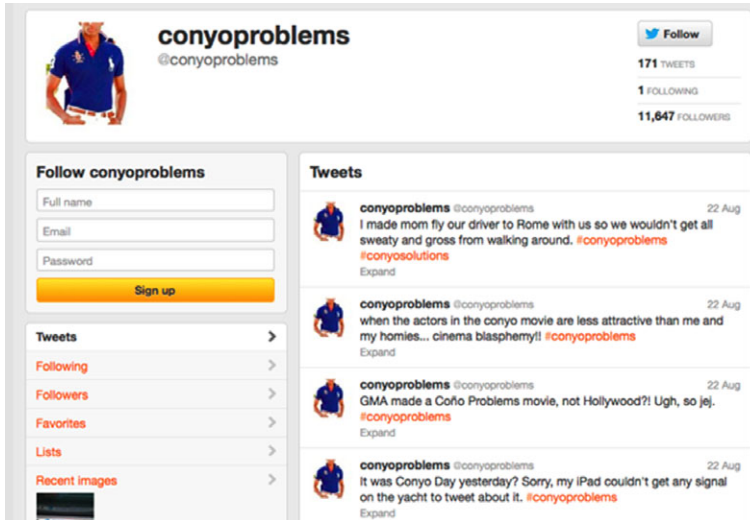 conyoproblems
@conyoproblems
Follow
171 TWEETS
1 FOLLOWING
11,647 FOLLOWERS
Follow conyoproblems
Full name
Email
Password
Sign up
Tweets
Following
Followers
Favorites
Lists
Recent images
Tweets
conyoproblems @conyoproblems 22 Aug
I made mom fly our driver to Rome with us so we wouldn't get all
sweaty and gross from walking around. #conyoproblems
#conyosolutions
Expand
conyoproblems @conyoproblems 22 Aug
when the actors in the conyo movie are less attractive than me and
my homies... cinema blasphemy!! #conyoproblems
Expand
conyoproblems @conyoproblems 22 Aug
GMA made a Coño Problems movie, not Hollywood?! Ugh, so jej.
#conyoproblems
Expand
conyoproblems @conyoproblems 22 Aug
It was Conyo Day yesterday? Sorry, my iPad couldn't get any signal
on the yacht to tweet about it. #conyoproblems
Expand